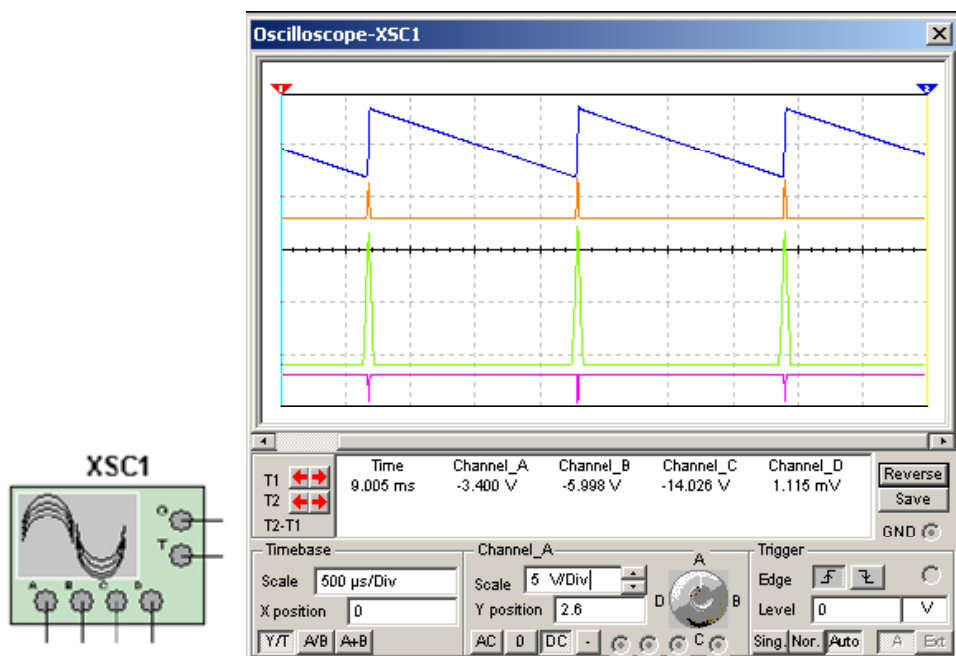 XSC1
G
T
A B C D
Oscilloscope-XSC1
1 2
Time Channel_A Channel_B Channel_C Channel_D
T1 9.005 ms -3.400 V -5.998 V -14.026 V 1.115 mV
T2
T2-T1
Reverse
Save
GND
Timebase
Scale 500 µs/Div
X position 0
Y/T A/B A+B
Channel_A
Scale 5 V/Div
Y position 2.6
AC 0 DC -
A
B
C
D
Trigger
Edge
Level 0 V
Sing. Nor. Auto A Ext